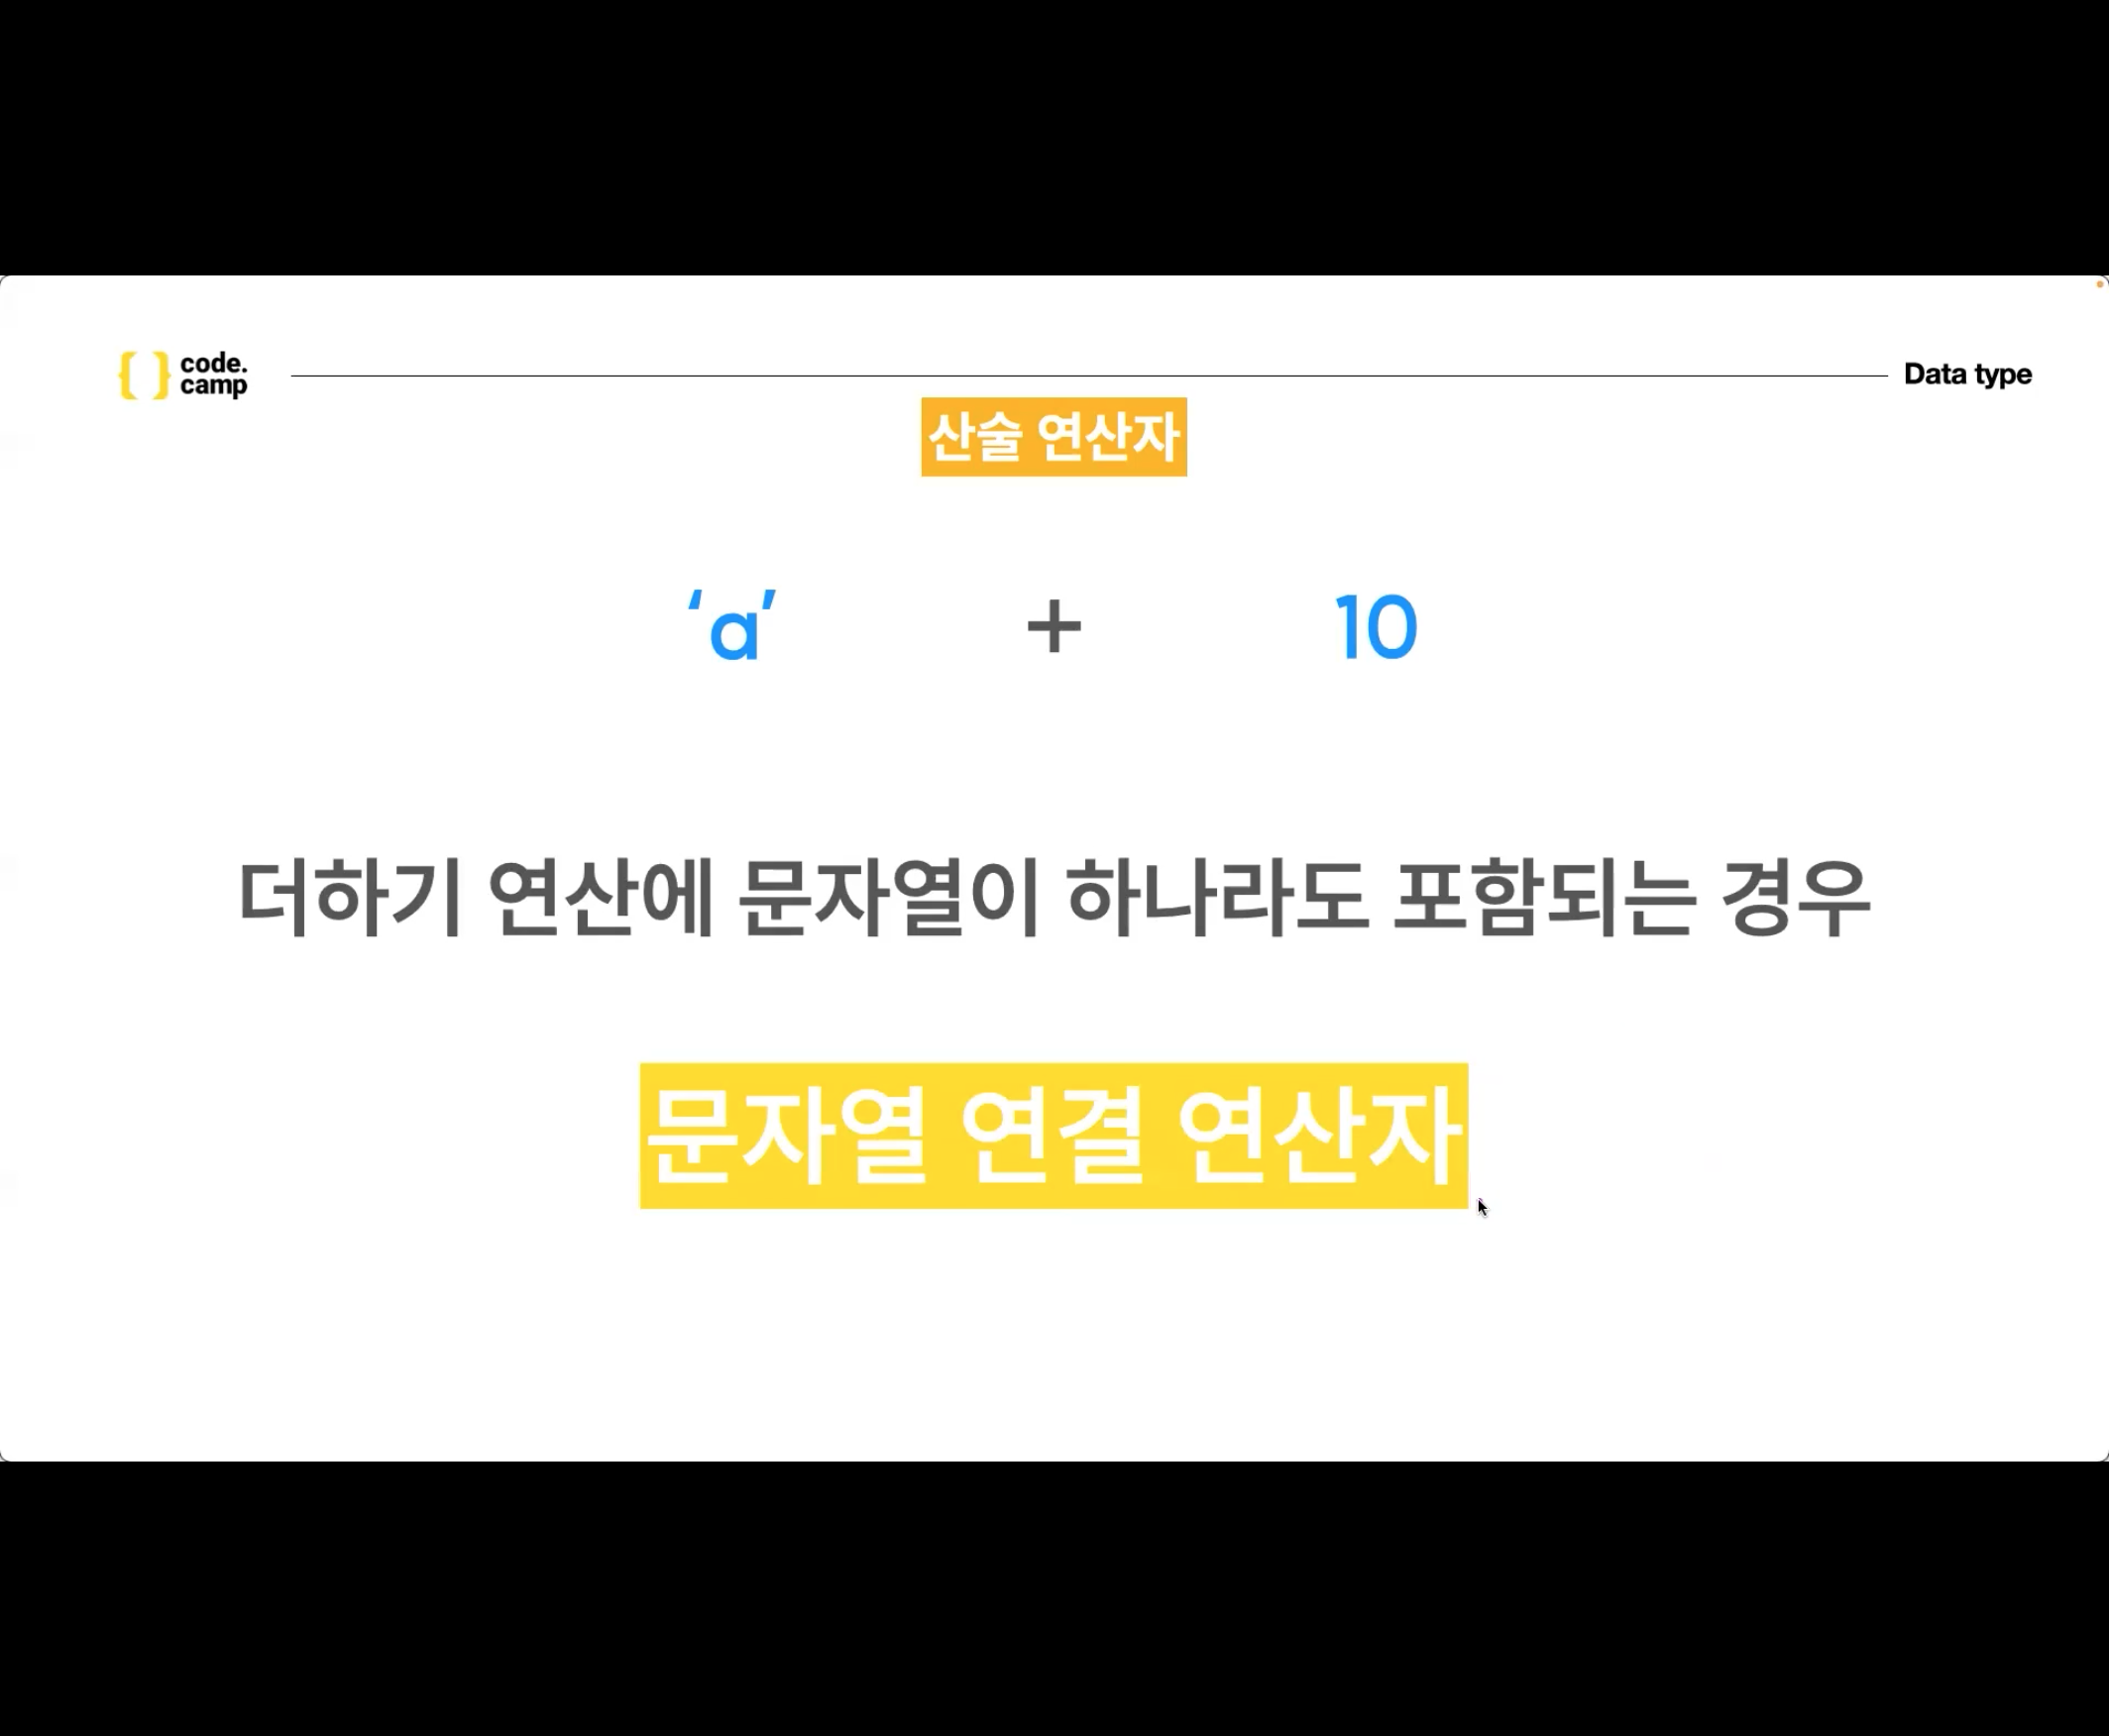 code.
camp
Data type
산술 연산자
‘a’ + 10
더하기 연산에 문자열이 하나라도 포함되는 경우
문자열 연결 연산자